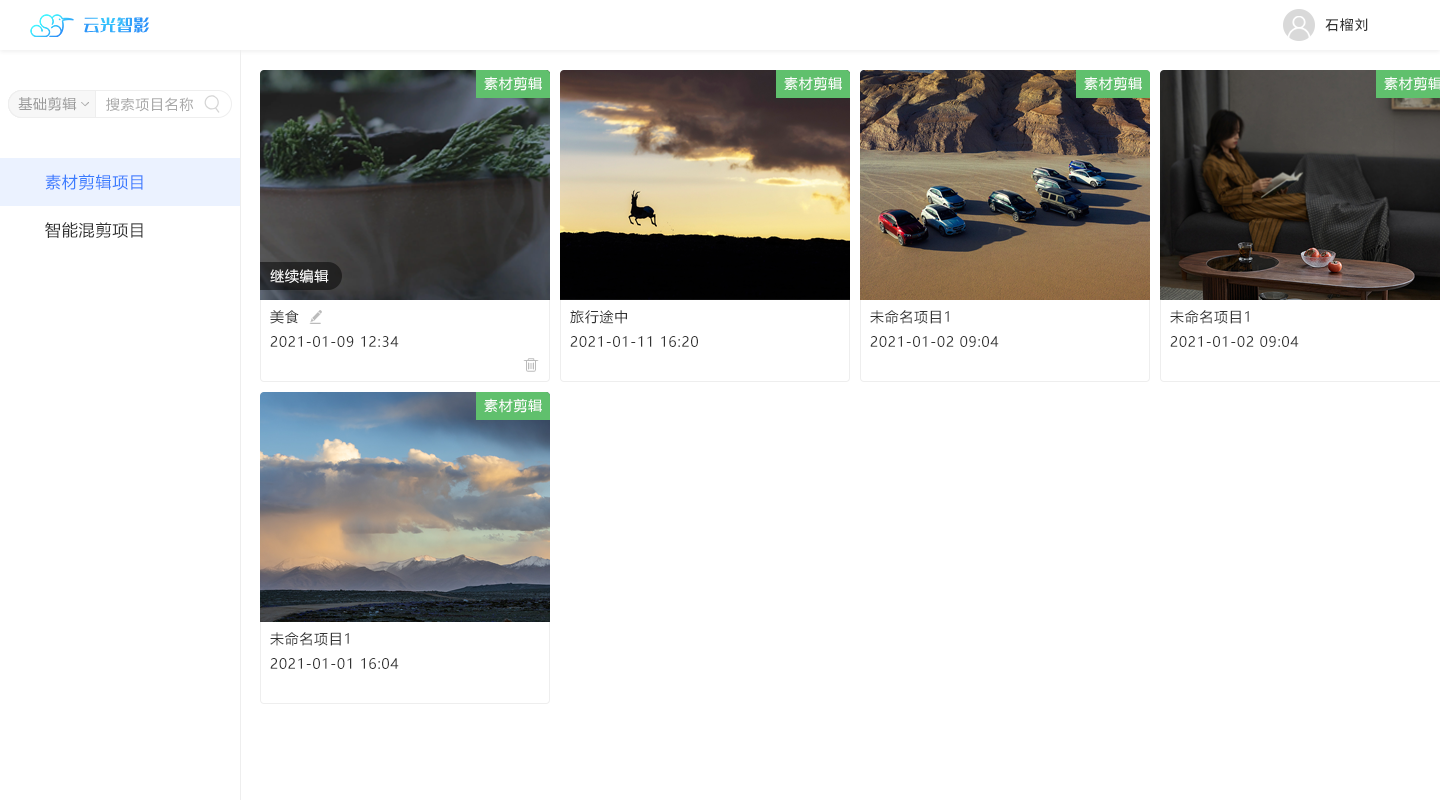 云光智影
石榴刘
基础剪辑
搜索项目名称
素材剪辑项目
智能混剪项目
素材剪辑
素材剪辑
素材剪辑
素材剪辑
继续编辑
美食
旅行途中
未命名项目1
未命名项目1
2021-01-09 12:34
2021-01-11 16:20
2021-01-02 09:04
2021-01-02 09:04
素材剪辑
未命名项目1
2021-01-01 16:04